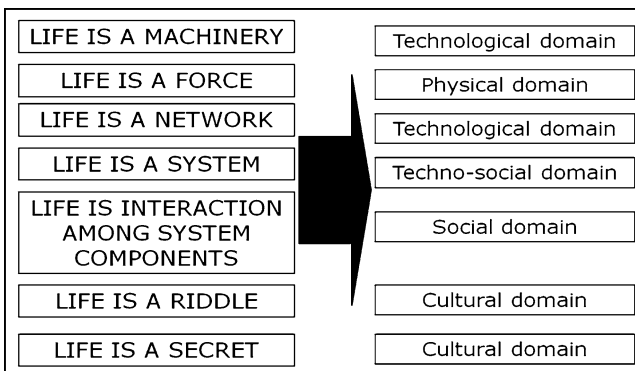 LIFE IS A MACHINERY
Technological domain
LIFE IS A FORCE
Physical domain
LIFE IS A NETWORK
Technological domain
LIFE IS A SYSTEM
Techno-social domain
LIFE IS INTERACTION
AMONG SYSTEM
COMPONENTS
Social domain
LIFE IS A RIDDLE
Cultural domain
LIFE IS A SECRET
Cultural domain